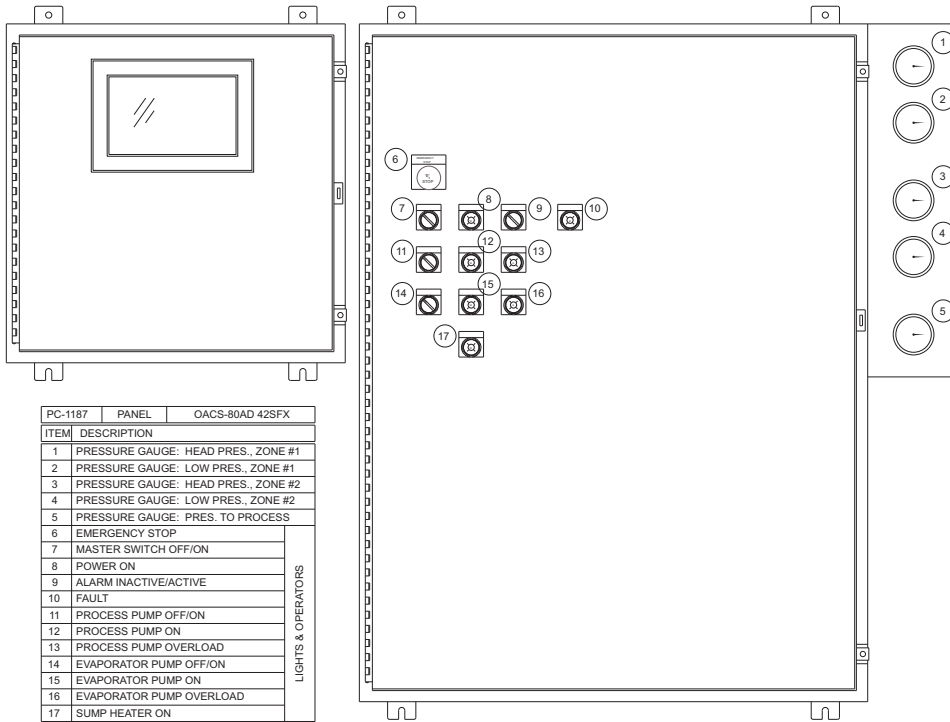 1
2
3
4
5
6
EMERGENCY
STOP
STOP
7
8
9
10
11
12
13
14
15
16
17
PC-1187 PANEL OACS-80AD 42SFX
ITEM DESCRIPTION
1 PRESSURE GAUGE: HEAD PRES., ZONE #1
2 PRESSURE GAUGE: LOW PRES., ZONE #1
3 PRESSURE GAUGE: HEAD PRES., ZONE #2
4 PRESSURE GAUGE: LOW PRES., ZONE #2
5 PRESSURE GAUGE: PRES. TO PROCESS
6 EMERGENCY STOP
7 MASTER SWITCH OFF/ON
8 POWER ON
9 ALARM INACTIVE/ACTIVE
10 FAULT
11 PROCESS PUMP OFF/ON
12 PROCESS PUMP ON
13 PROCESS PUMP OVERLOAD
14 EVAPORATOR PUMP OFF/ON
15 EVAPORATOR PUMP ON
16 EVAPORATOR PUMP OVERLOAD
17 SUMP HEATER ON
LIGHTS & OPERATORS